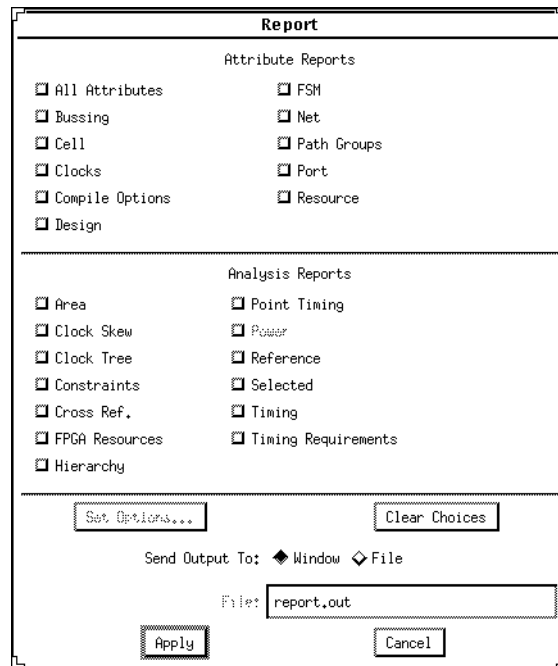 Report
Attribute Reports
All Attributes
Bussing
Cell
Clocks
Compile Options
Design
FSM
Net
Path Groups
Port
Resource
Analysis Reports
Area
Clock Skew
Clock Tree
Constraints
Cross Ref.
FPGA Resources
Hierarchy
Point Timing
Power
Reference
Selected
Timing
Timing Requirements
Set Options... Clear Choices
Send Output To: Window File
File: report.out
Apply Cancel